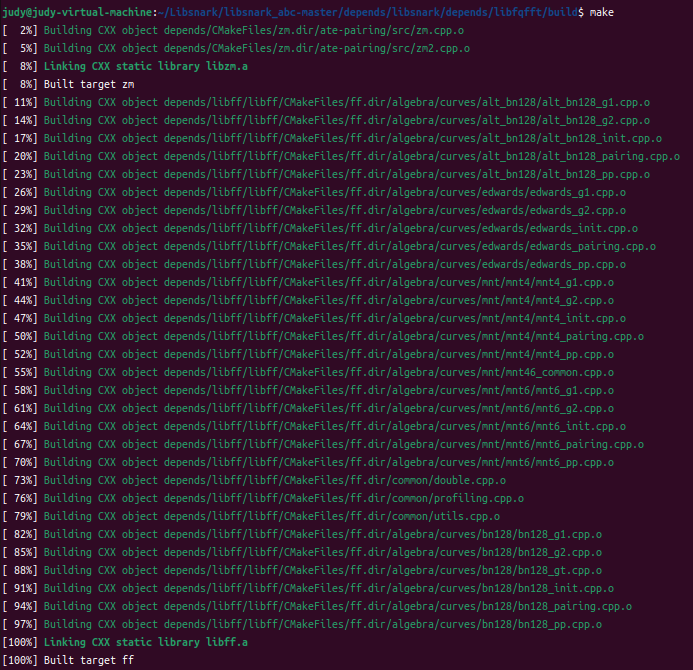 judy@judy-virtual-machine:~/Libsnark/libsnark_abc-master/depends/libsnark/depends/libfqfft/build$ make
[  2%] Building CXX object depends/CMakeFiles/zm.dir/ate-pairing/src/zm.cpp.o
[  5%] Building CXX object depends/CMakeFiles/zm.dir/ate-pairing/src/zm2.cpp.o
[  8%] Linking CXX static library libzm.a
[  8%] Built target zm
[ 11%] Building CXX object depends/libff/libff/CMakeFiles/ff.dir/algebra/curves/alt_bn128/alt_bn128_g1.cpp.o
[ 14%] Building CXX object depends/libff/libff/CMakeFiles/ff.dir/algebra/curves/alt_bn128/alt_bn128_g2.cpp.o
[ 17%] Building CXX object depends/libff/libff/CMakeFiles/ff.dir/algebra/curves/alt_bn128/alt_bn128_init.cpp.o
[ 20%] Building CXX object depends/libff/libff/CMakeFiles/ff.dir/algebra/curves/alt_bn128/alt_bn128_pairing.cpp.o
[ 23%] Building CXX object depends/libff/libff/CMakeFiles/ff.dir/algebra/curves/alt_bn128/alt_bn128_pp.cpp.o
[ 26%] Building CXX object depends/libff/libff/CMakeFiles/ff.dir/algebra/curves/edwards/edwards_g1.cpp.o
[ 29%] Building CXX object depends/libff/libff/CMakeFiles/ff.dir/algebra/curves/edwards/edwards_g2.cpp.o
[ 32%] Building CXX object depends/libff/libff/CMakeFiles/ff.dir/algebra/curves/edwards/edwards_init.cpp.o
[ 35%] Building CXX object depends/libff/libff/CMakeFiles/ff.dir/algebra/curves/edwards/edwards_pairing.cpp.o
[ 38%] Building CXX object depends/libff/libff/CMakeFiles/ff.dir/algebra/curves/edwards/edwards_pp.cpp.o
[ 41%] Building CXX object depends/libff/libff/CMakeFiles/ff.dir/algebra/curves/mnt/mnt4/mnt4_g1.cpp.o
[ 44%] Building CXX object depends/libff/libff/CMakeFiles/ff.dir/algebra/curves/mnt/mnt4/mnt4_g2.cpp.o
[ 47%] Building CXX object depends/libff/libff/CMakeFiles/ff.dir/algebra/curves/mnt/mnt4/mnt4_init.cpp.o
[ 50%] Building CXX object depends/libff/libff/CMakeFiles/ff.dir/algebra/curves/mnt/mnt4/mnt4_pairing.cpp.o
[ 52%] Building CXX object depends/libff/libff/CMakeFiles/ff.dir/algebra/curves/mnt/mnt4/mnt4_pp.cpp.o
[ 55%] Building CXX object depends/libff/libff/CMakeFiles/ff.dir/algebra/curves/mnt/mnt46_common.cpp.o
[ 58%] Building CXX object depends/libff/libff/CMakeFiles/ff.dir/algebra/curves/mnt/mnt6/mnt6_g1.cpp.o
[ 61%] Building CXX object depends/libff/libff/CMakeFiles/ff.dir/algebra/curves/mnt/mnt6/mnt6_g2.cpp.o
[ 64%] Building CXX object depends/libff/libff/CMakeFiles/ff.dir/algebra/curves/mnt/mnt6/mnt6_init.cpp.o
[ 67%] Building CXX object depends/libff/libff/CMakeFiles/ff.dir/algebra/curves/mnt/mnt6/mnt6_pairing.cpp.o
[ 70%] Building CXX object depends/libff/libff/CMakeFiles/ff.dir/algebra/curves/mnt/mnt6/mnt6_pp.cpp.o
[ 73%] Building CXX object depends/libff/libff/CMakeFiles/ff.dir/common/double.cpp.o
[ 76%] Building CXX object depends/libff/libff/CMakeFiles/ff.dir/common/profiling.cpp.o
[ 79%] Building CXX object depends/libff/libff/CMakeFiles/ff.dir/common/utils.cpp.o
[ 82%] Building CXX object depends/libff/libff/CMakeFiles/ff.dir/algebra/curves/bn128/bn128_g1.cpp.o
[ 85%] Building CXX object depends/libff/libff/CMakeFiles/ff.dir/algebra/curves/bn128/bn128_g2.cpp.o
[ 88%] Building CXX object depends/libff/libff/CMakeFiles/ff.dir/algebra/curves/bn128/bn128_gt.cpp.o
[ 91%] Building CXX object depends/libff/libff/CMakeFiles/ff.dir/algebra/curves/bn128/bn128_init.cpp.o
[ 94%] Building CXX object depends/libff/libff/CMakeFiles/ff.dir/algebra/curves/bn128/bn128_pairing.cpp.o
[ 97%] Building CXX object depends/libff/libff/CMakeFiles/ff.dir/algebra/curves/bn128/bn128_pp.cpp.o
[100%] Linking CXX static library libff.a
[100%] Built target ff